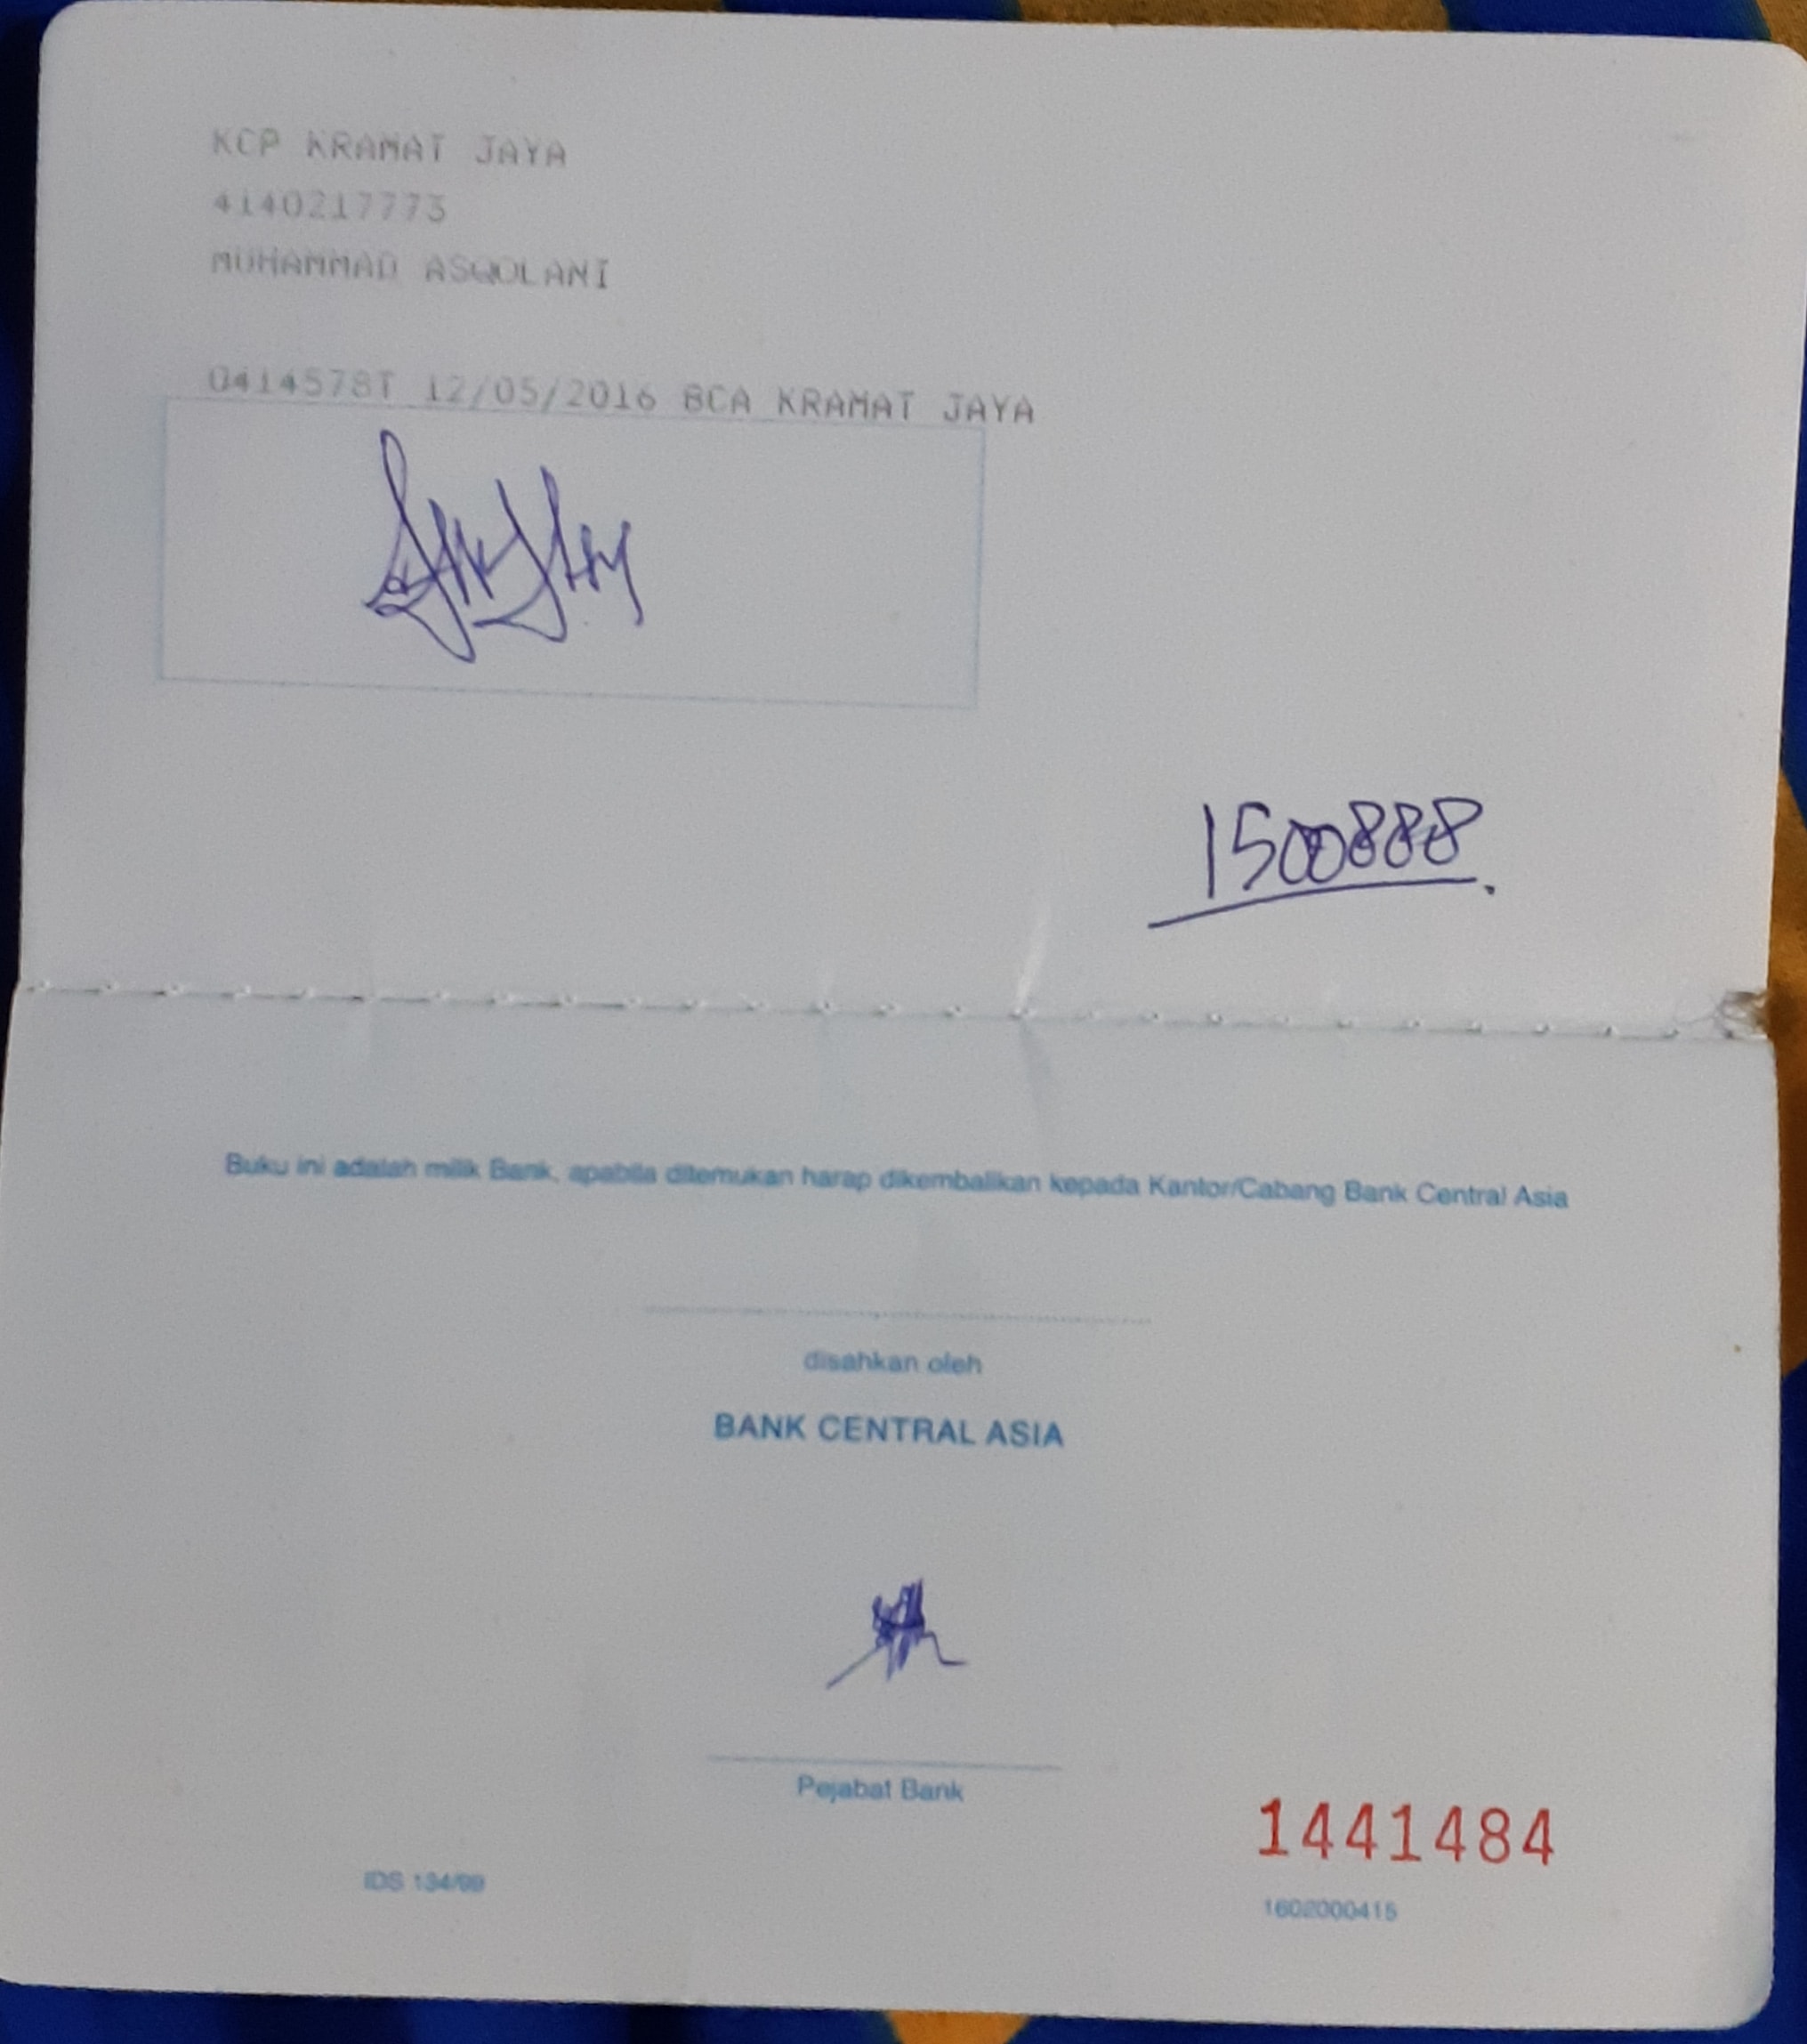 KCP KRAMAT JAYA
4140217773
MUHAMMAD ASQOLANI
0414578T 12/05/2016 BCA KRAMAT JAYA
1500888.
Buku ini adalah milik Bank, apabila ditemukan harap dikembalikan kepada Kantor/Cabang Bank Central Asia
disahkan oleh
BANK CENTRAL ASIA
Pejabat Bank
1441484
IDS 134/99
1602000415